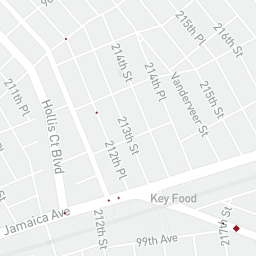 90
215th Pl
216th St
214th St
214th Pl
Vanderveer St
215th St
211th Pl
Hollis Ct Blvd
213th St
212th Pl
Key Food
Jamaica Ave
212th St
217th St
99th Ave